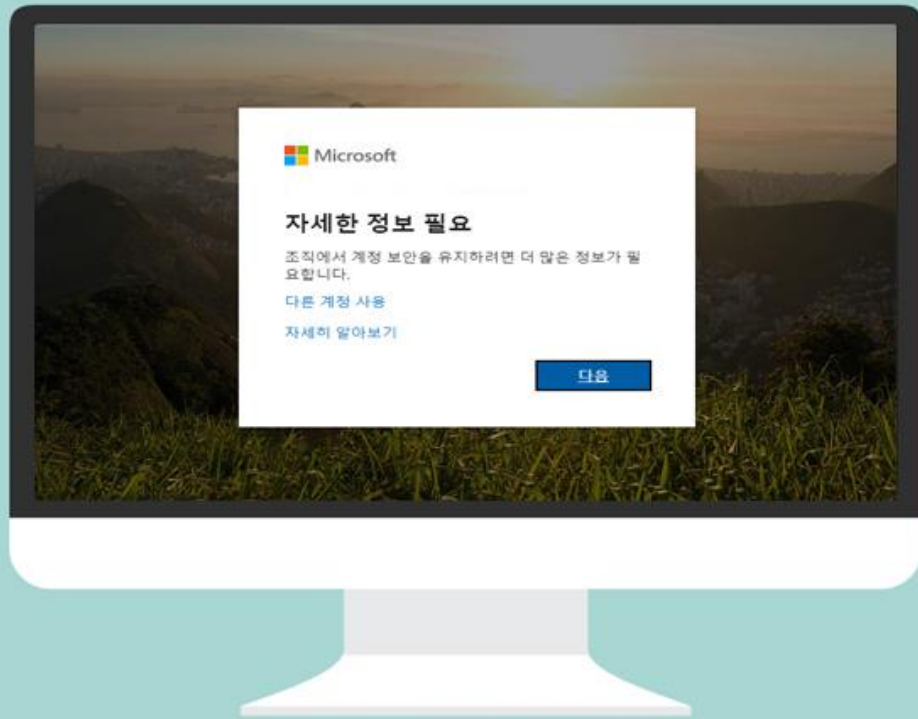 Microsoft
자세한 정보 필요
조직에서 계정 보안을 유지하려면 더 많은 정보가 필
요합니다.
다른 계정 사용
자세히 알아보기
다음